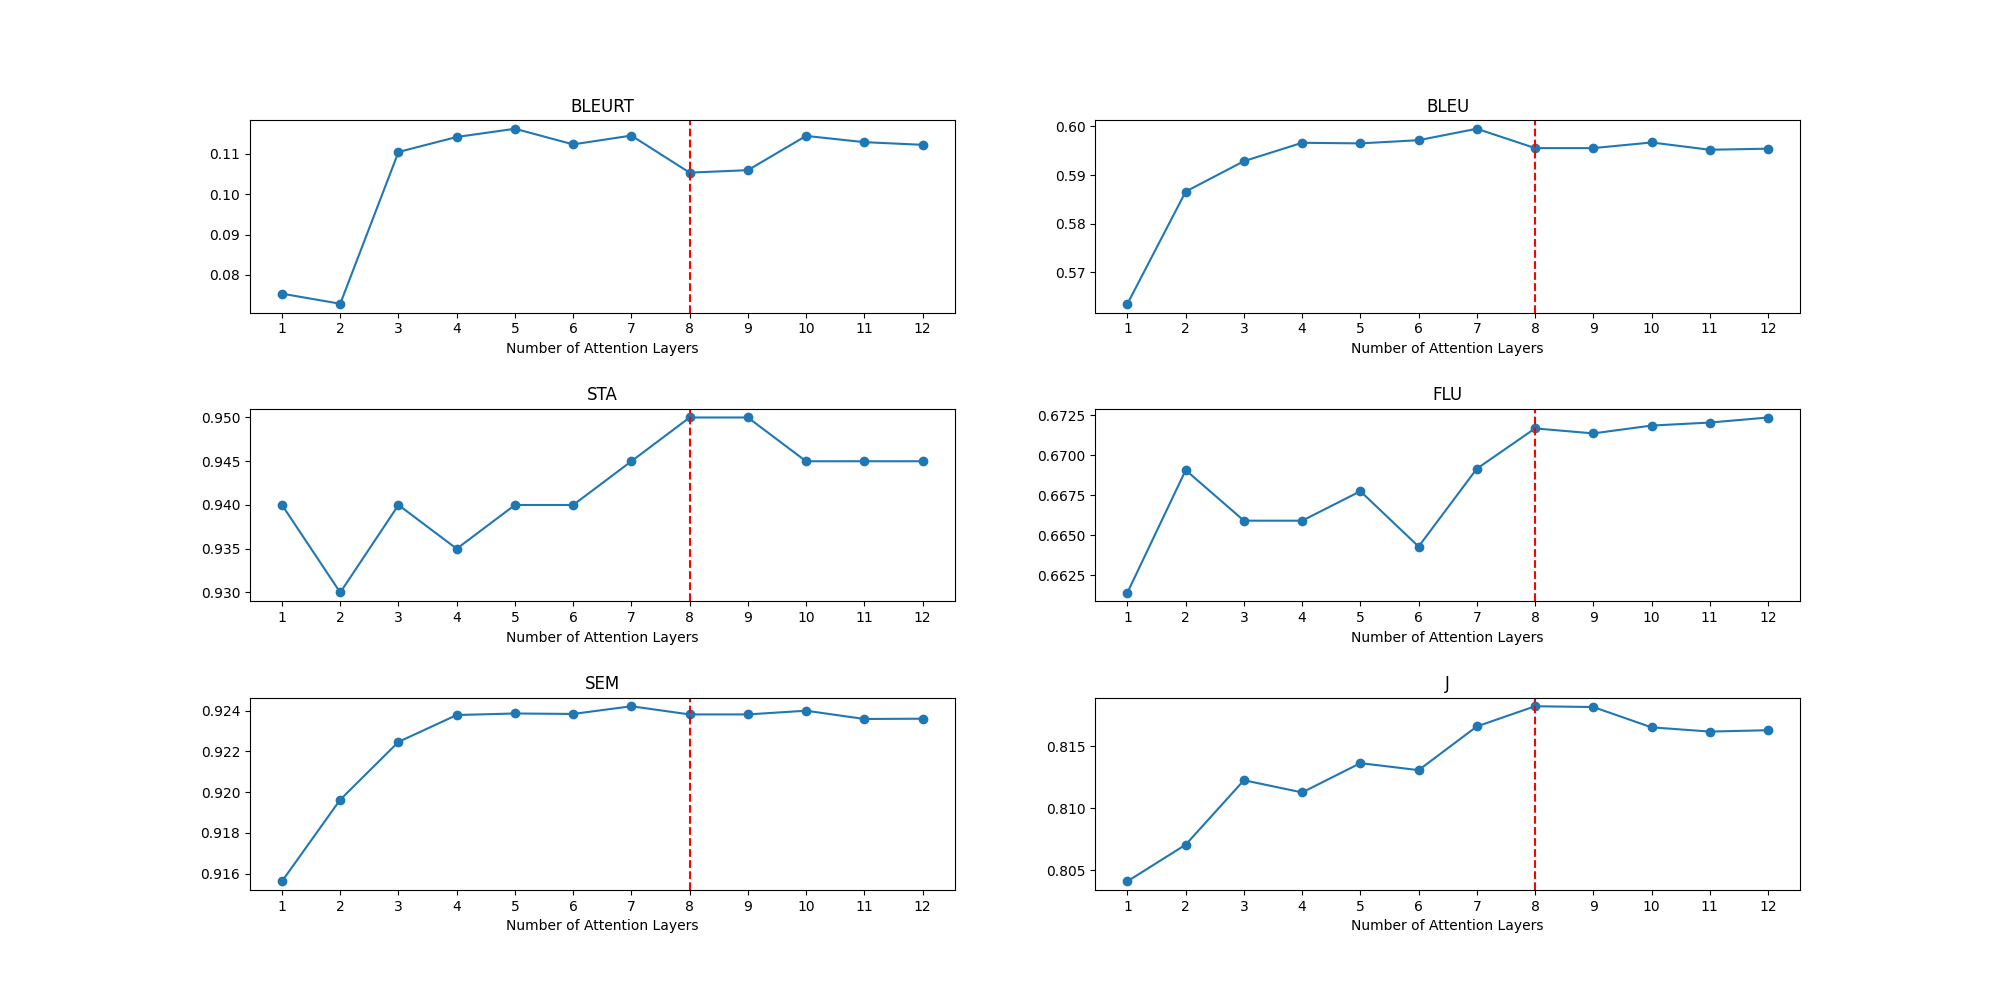 BLEURT
0.11
0.10
0.09
0.08
1 2 3 4 5 6 7 8 9 10 11 12
Number of Attention Layers
BLEU
0.60
0.59
0.58
0.57
1 2 3 4 5 6 7 8 9 10 11 12
Number of Attention Layers
STA
0.950
0.945
0.940
0.935
0.930
1 2 3 4 5 6 7 8 9 10 11 12
Number of Attention Layers
FLU
0.6725
0.6700
0.6675
0.6650
0.6625
1 2 3 4 5 6 7 8 9 10 11 12
Number of Attention Layers
SEM
0.924
0.922
0.920
0.918
0.916
1 2 3 4 5 6 7 8 9 10 11 12
Number of Attention Layers
J
0.815
0.810
0.805
1 2 3 4 5 6 7 8 9 10 11 12
Number of Attention Layers